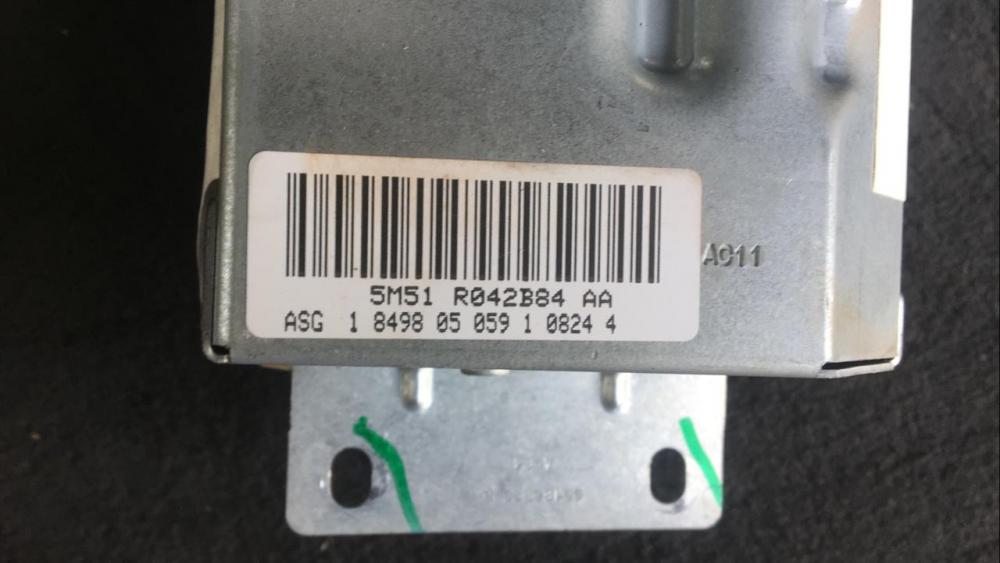 5M51 R042B84 AA
ASG 1 8498 05 059 1 0824 4
AC11